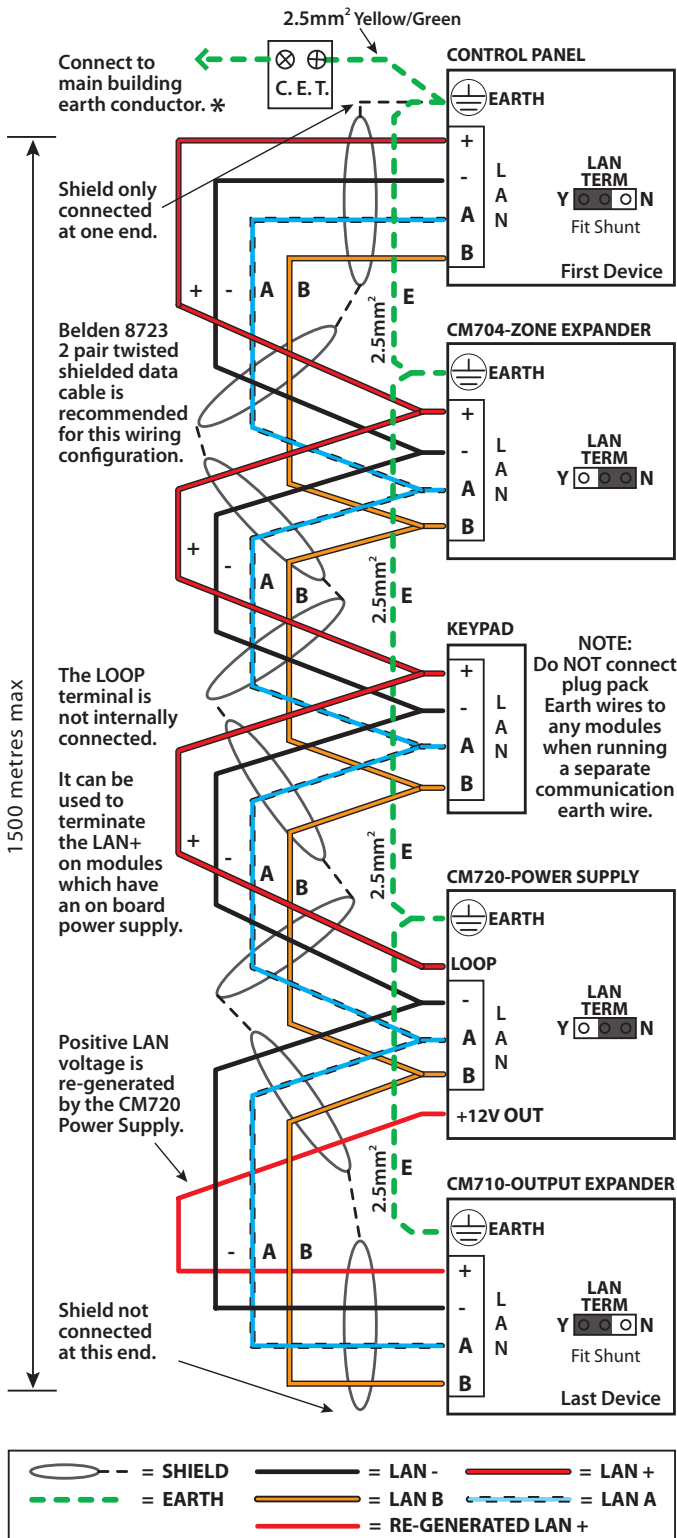 2.5mm² Yellow/Green
Connect to
main building
earth conductor. *
C. E. T.
CONTROL PANEL
EARTH
+
-
A
B
L
A
N
LAN
TERM
Y N
Fit Shunt
First Device
Shield only
connected
at one end.
+ - A B
2.5mm² E
Belden 8723
2 pair twisted
shielded data
cable is
recommended
for this wiring
configuration.
CM704-ZONE EXPANDER
EARTH
+
-
A
B
L
A
N
LAN
TERM
Y N
+ - A B
2.5mm² E
1500 metres max
KEYPAD
+
-
A
B
L
A
N
NOTE:
Do NOT connect
plug pack
Earth wires to
any modules
when running
a separate
communication
earth wire.
The LOOP
terminal is
not internally
connected.
It can be
used to
terminate
the LAN+
on modules
which have
an on board
power supply.
+ - A B
2.5mm² E
CM720-POWER SUPPLY
EARTH
LOOP
-
A
B
L
A
N
LAN
TERM
Y N
+12V OUT
Positive LAN
voltage is
re-generated
by the CM720
Power Supply.
- A B
2.5mm² E
CM710-OUTPUT EXPANDER
EARTH
+
-
A
B
L
A
N
LAN
TERM
Y N
Fit Shunt
Last Device
Shield not
connected
at this end.
= SHIELD = LAN - = LAN +
= EARTH = LAN B = LAN A
= RE-GENERATED LAN +